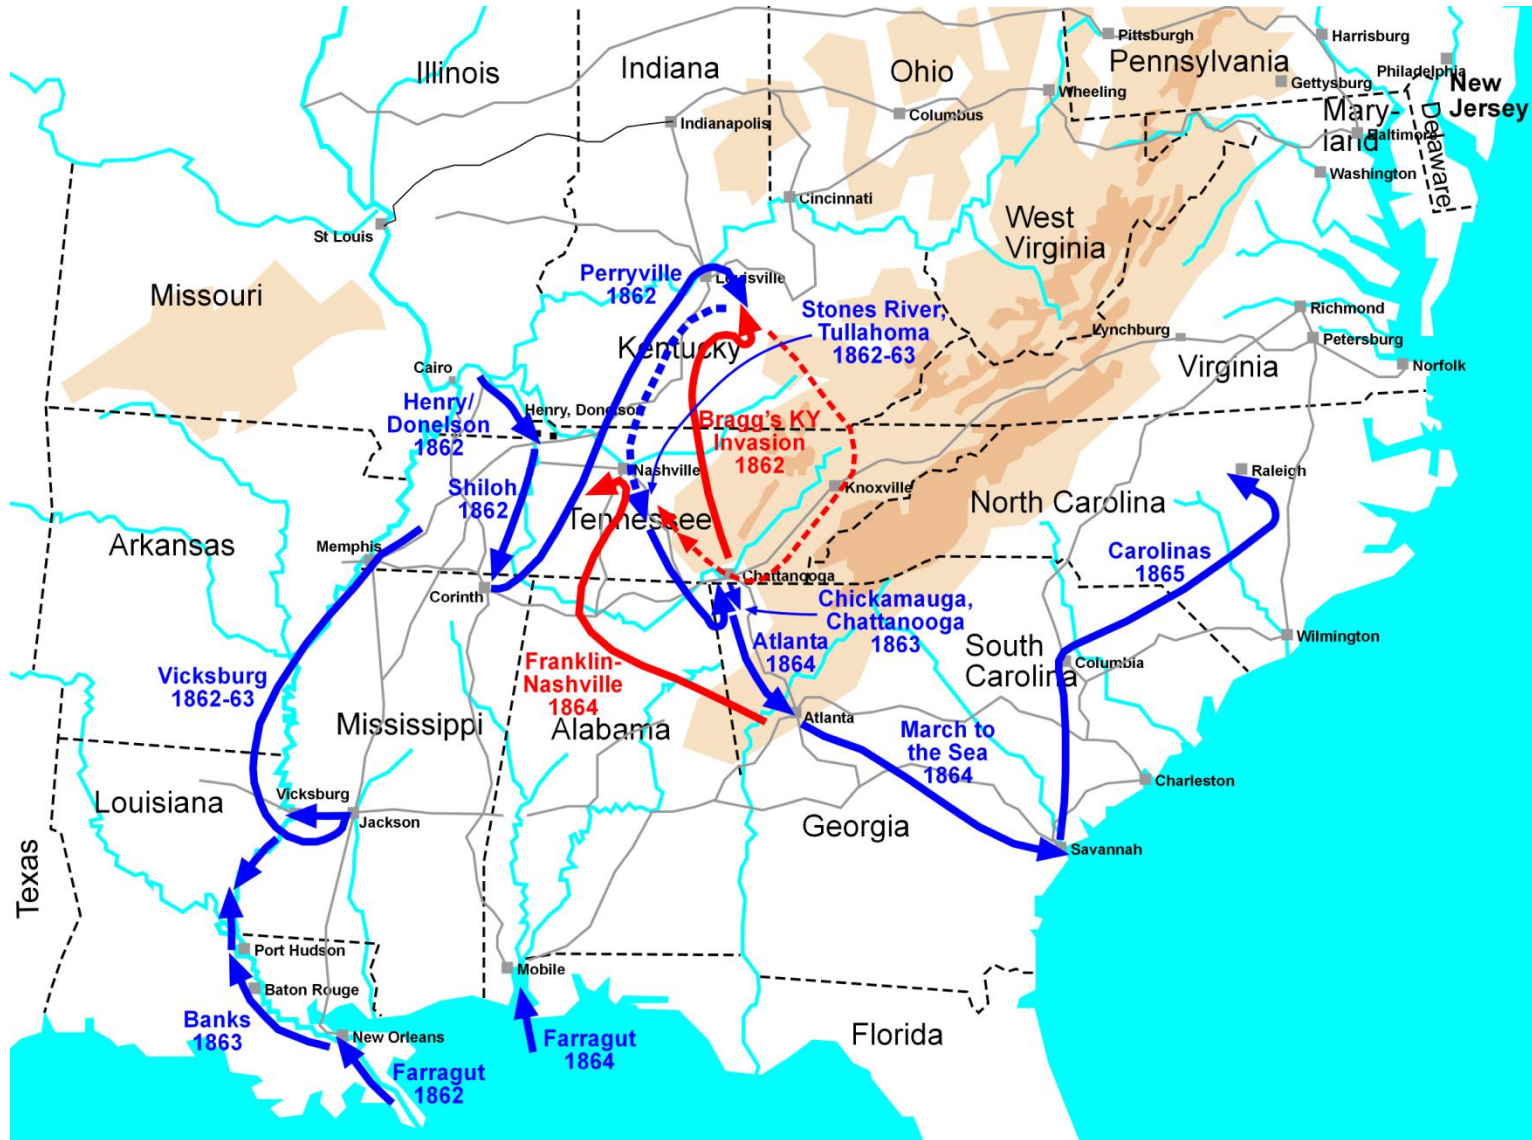 Illinois
Indiana
Ohio
Pittsburgh
Pennsylvania
Harrisburg
Philadelphia
New
Jersey
Gettysburg
Wheeling
Columbus
Indianapolis
Mary-
land
Baltimore
Delaware
Washington
Cincinnati
St Louis
West
Virginia
Missouri
Perryville
1862
Louisville
Stones River,
Tullahoma
1862-63
Kentucky
Richmond
Lynchburg
Petersburg
Virginia
Norfolk
Cairo
Henry/
Donelson
1862
Henry, Donelson
Bragg's KY
Invasion
1862
Nashville
Knoxville
Raleigh
Shiloh
1862
Tennessee
North Carolina
Arkansas
Memphis
Carolinas
1865
Chattanooga
Corinth
Chickamauga,
Chattanooga
1863
Atlanta
1864
Wilmington
South
Carolina
Columbia
Franklin-
Nashville
1864
Vicksburg
1862-63
Mississippi
Alabama
Atlanta
March to
the Sea
1864
Charleston
Louisiana
Vicksburg
Jackson
Georgia
Savannah
Texas
Port Hudson
Mobile
Baton Rouge
Banks
1863
New Orleans
Farragut
1864
Florida
Farragut
1862